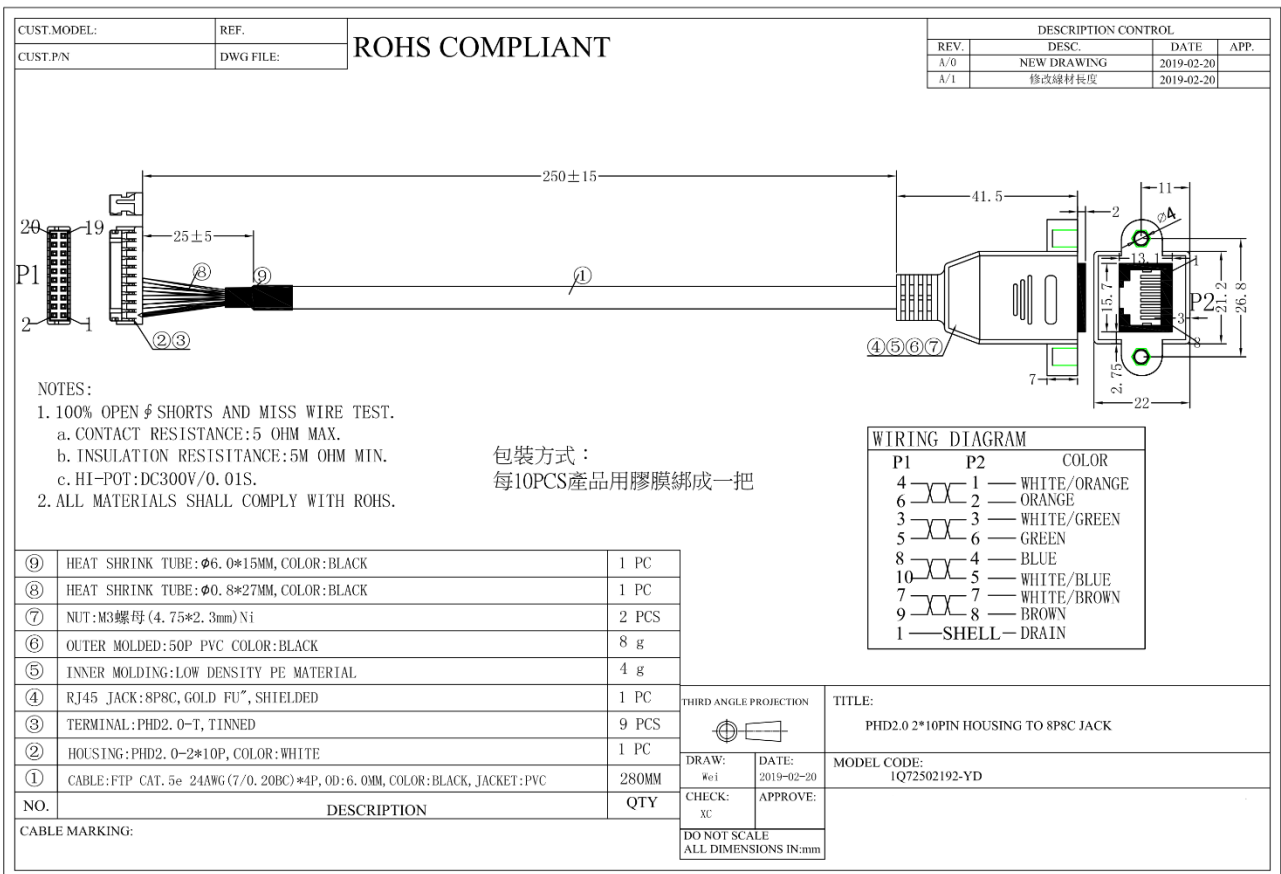 CUST.MODEL:
REF.
CUST.P/N
DWG FILE:
ROHS COMPLIANT
DESCRIPTION CONTROL
REV. DESC. DATE APP.
A/0 NEW DRAWING 2019-02-20
A/1 修改線材長度 2019-02-20
250±15
41.5
2
11
ø4
20
19
25±5
⑧
⑨
①
P1
2
1
②③
④⑤⑥⑦
7
13.1
1
15.7
P2
3
8
21.2
26.8
2.75
22
NOTES:
1.100% OPEN∮SHORTS AND MISS WIRE TEST.
a.CONTACT RESISTANCE:5 OHM MAX.
b.INSULATION RESISITANCE:5M OHM MIN.
c.HI-POT:DC300V/0.01S.
2.ALL MATERIALS SHALL COMPLY WITH ROHS.
包裝方式：
每10PCS產品用膠膜綁成一把
WIRING DIAGRAM
P1 P2 COLOR
4 1 WHITE/ORANGE
6 2 ORANGE
3 3 WHITE/GREEN
5 6 GREEN
8 4 BLUE
10 5 WHITE/BLUE
7 7 WHITE/BROWN
9 8 BROWN
1 SHELL DRAIN
⑨ HEAT SHRINK TUBE:Ø6.0*15MM,COLOR:BLACK 1 PC
⑧ HEAT SHRINK TUBE:Ø0.8*27MM,COLOR:BLACK 1 PC
⑦ NUT:M3螺母(4.75*2.3mm)Ni 2 PCS
⑥ OUTER MOLDED:50P PVC COLOR:BLACK 8 g
⑤ INNER MOLDING:LOW DENSITY PE MATERIAL 4 g
④ RJ45 JACK:8P8C,GOLD FU″,SHIELDED 1 PC
③ TERMINAL:PHD2.0-T,TINNED 9 PCS
② HOUSING:PHD2.0-2*10P,COLOR:WHITE 1 PC
① CABLE:FTP CAT.5e 24AWG(7/0.20BC)*4P,OD:6.0MM,COLOR:BLACK,JACKET:PVC 280MM
NO. DESCRIPTION QTY
CABLE MARKING:
THIRD ANGLE PROJECTION
TITLE:
PHD2.0 2*10PIN HOUSING TO 8P8C JACK
DRAW:
Wei
DATE:
2019-02-20
MODEL CODE:
1Q72502192-YD
CHECK:
XC
APPROVE:
DO NOT SCALE
ALL DIMENSIONS IN:mm